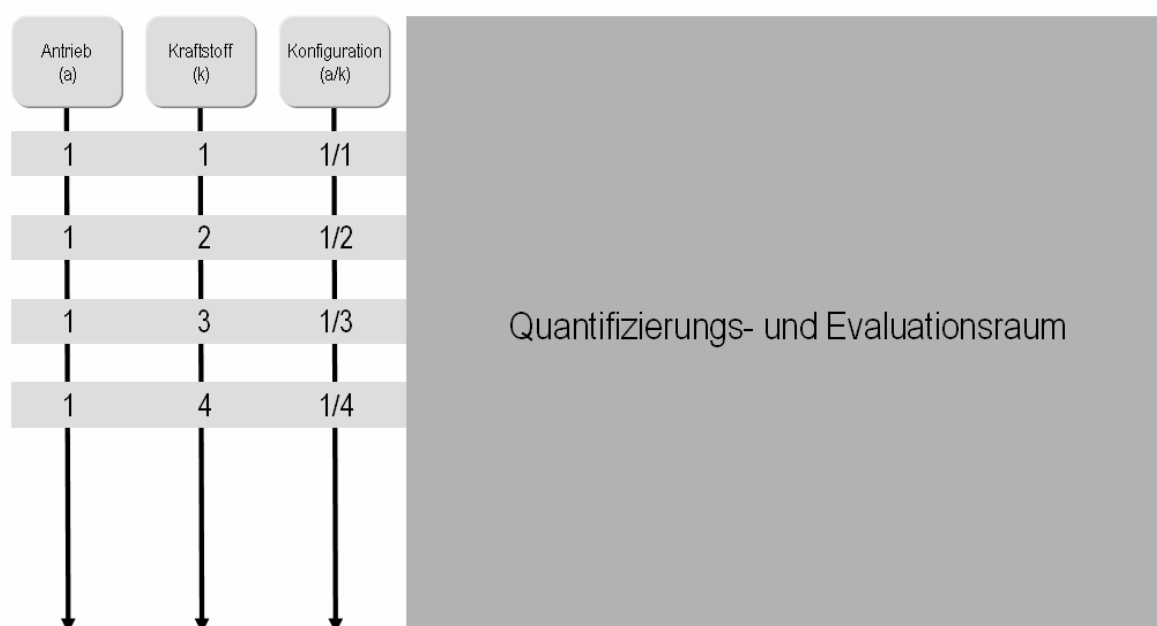 Antrieb
(a)
Kraftstoff
(k)
Konfiguration
(a/k)
1 1 1/1
1 2 1/2
1 3 1/3
1 4 1/4
Quantifizierungs- und Evaluationsraum